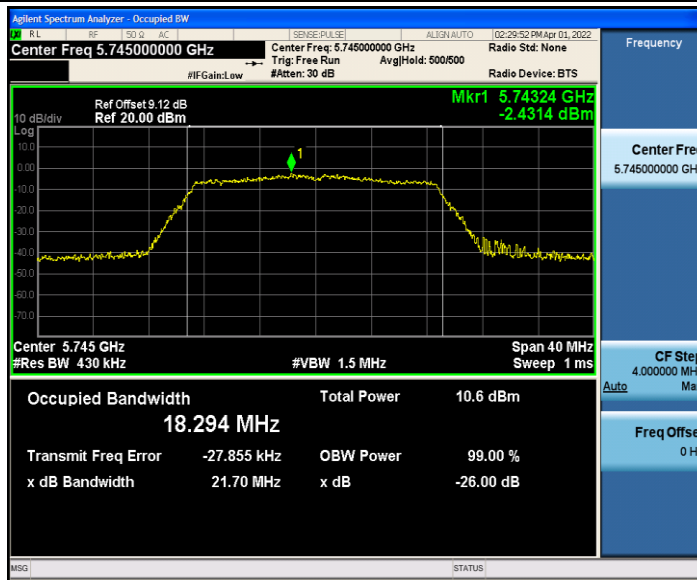 Agilent Spectrum Analyzer - Occupied BW
RL RF 50 Ω AC SENSE:PULSE ALIGN AUTO 02:29:52 PM Apr 01, 2022
Center Freq 5.745000000 GHz
Center Freq: 5.745000000 GHz Radio Std: None
Trig: Free Run Avg|Hold: 500/500
#IFGain:Low #Atten: 30 dB Radio Device: BTS
Ref Offset 9.12 dB
10 dB/div Ref 20.00 dBm
Mkr1 5.74324 GHz
-2.4314 dBm
Log
10.0
0.00
-10.0
-20.0
-30.0
-40.0
-50.0
-60.0
-70.0
1
Center 5.745 GHz Span 40 MHz
#Res BW 430 kHz #VBW 1.5 MHz Sweep 1 ms
Occupied Bandwidth Total Power 10.6 dBm
18.294 MHz
Transmit Freq Error -27.855 kHz OBW Power 99.00 %
x dB Bandwidth 21.70 MHz x dB -26.00 dB
MSG STATUS
Frequency
Center Fre
5.745000000 GH
CF Step
4.000000 MH
Auto Ma
Freq Offse
0 H